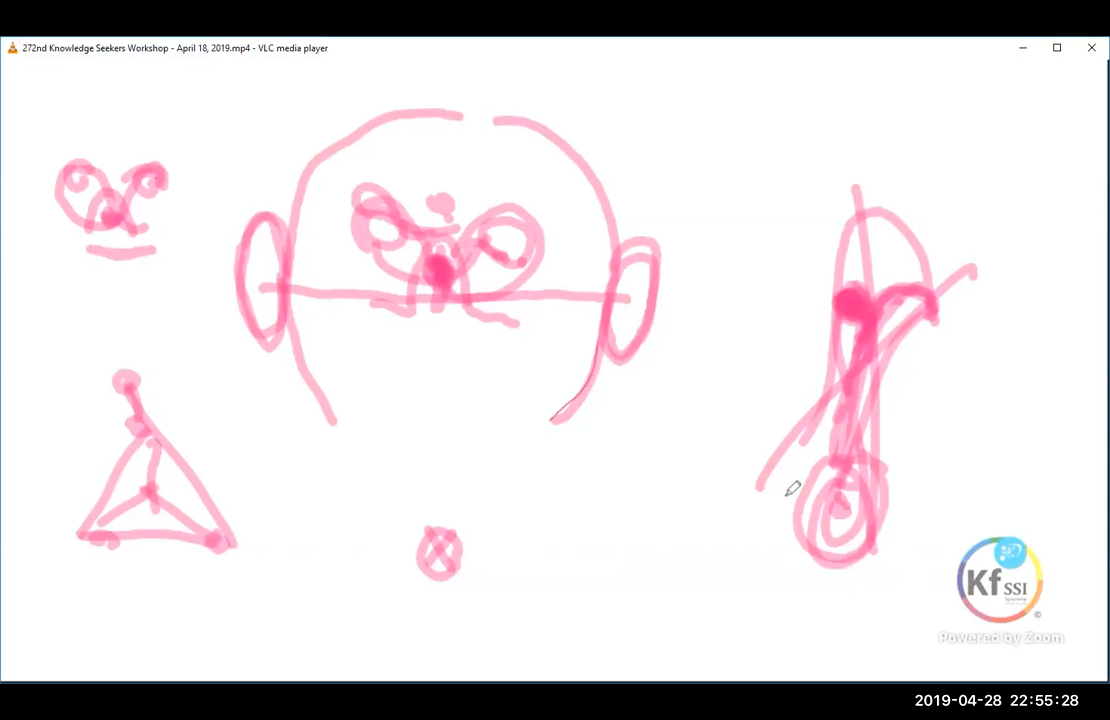 272nd Knowledge Seekers Workshop - April 18, 2019.mp4 - VLC media player
Kf SSI
©
Powered by Zoom
2019-04-28 22:55:28